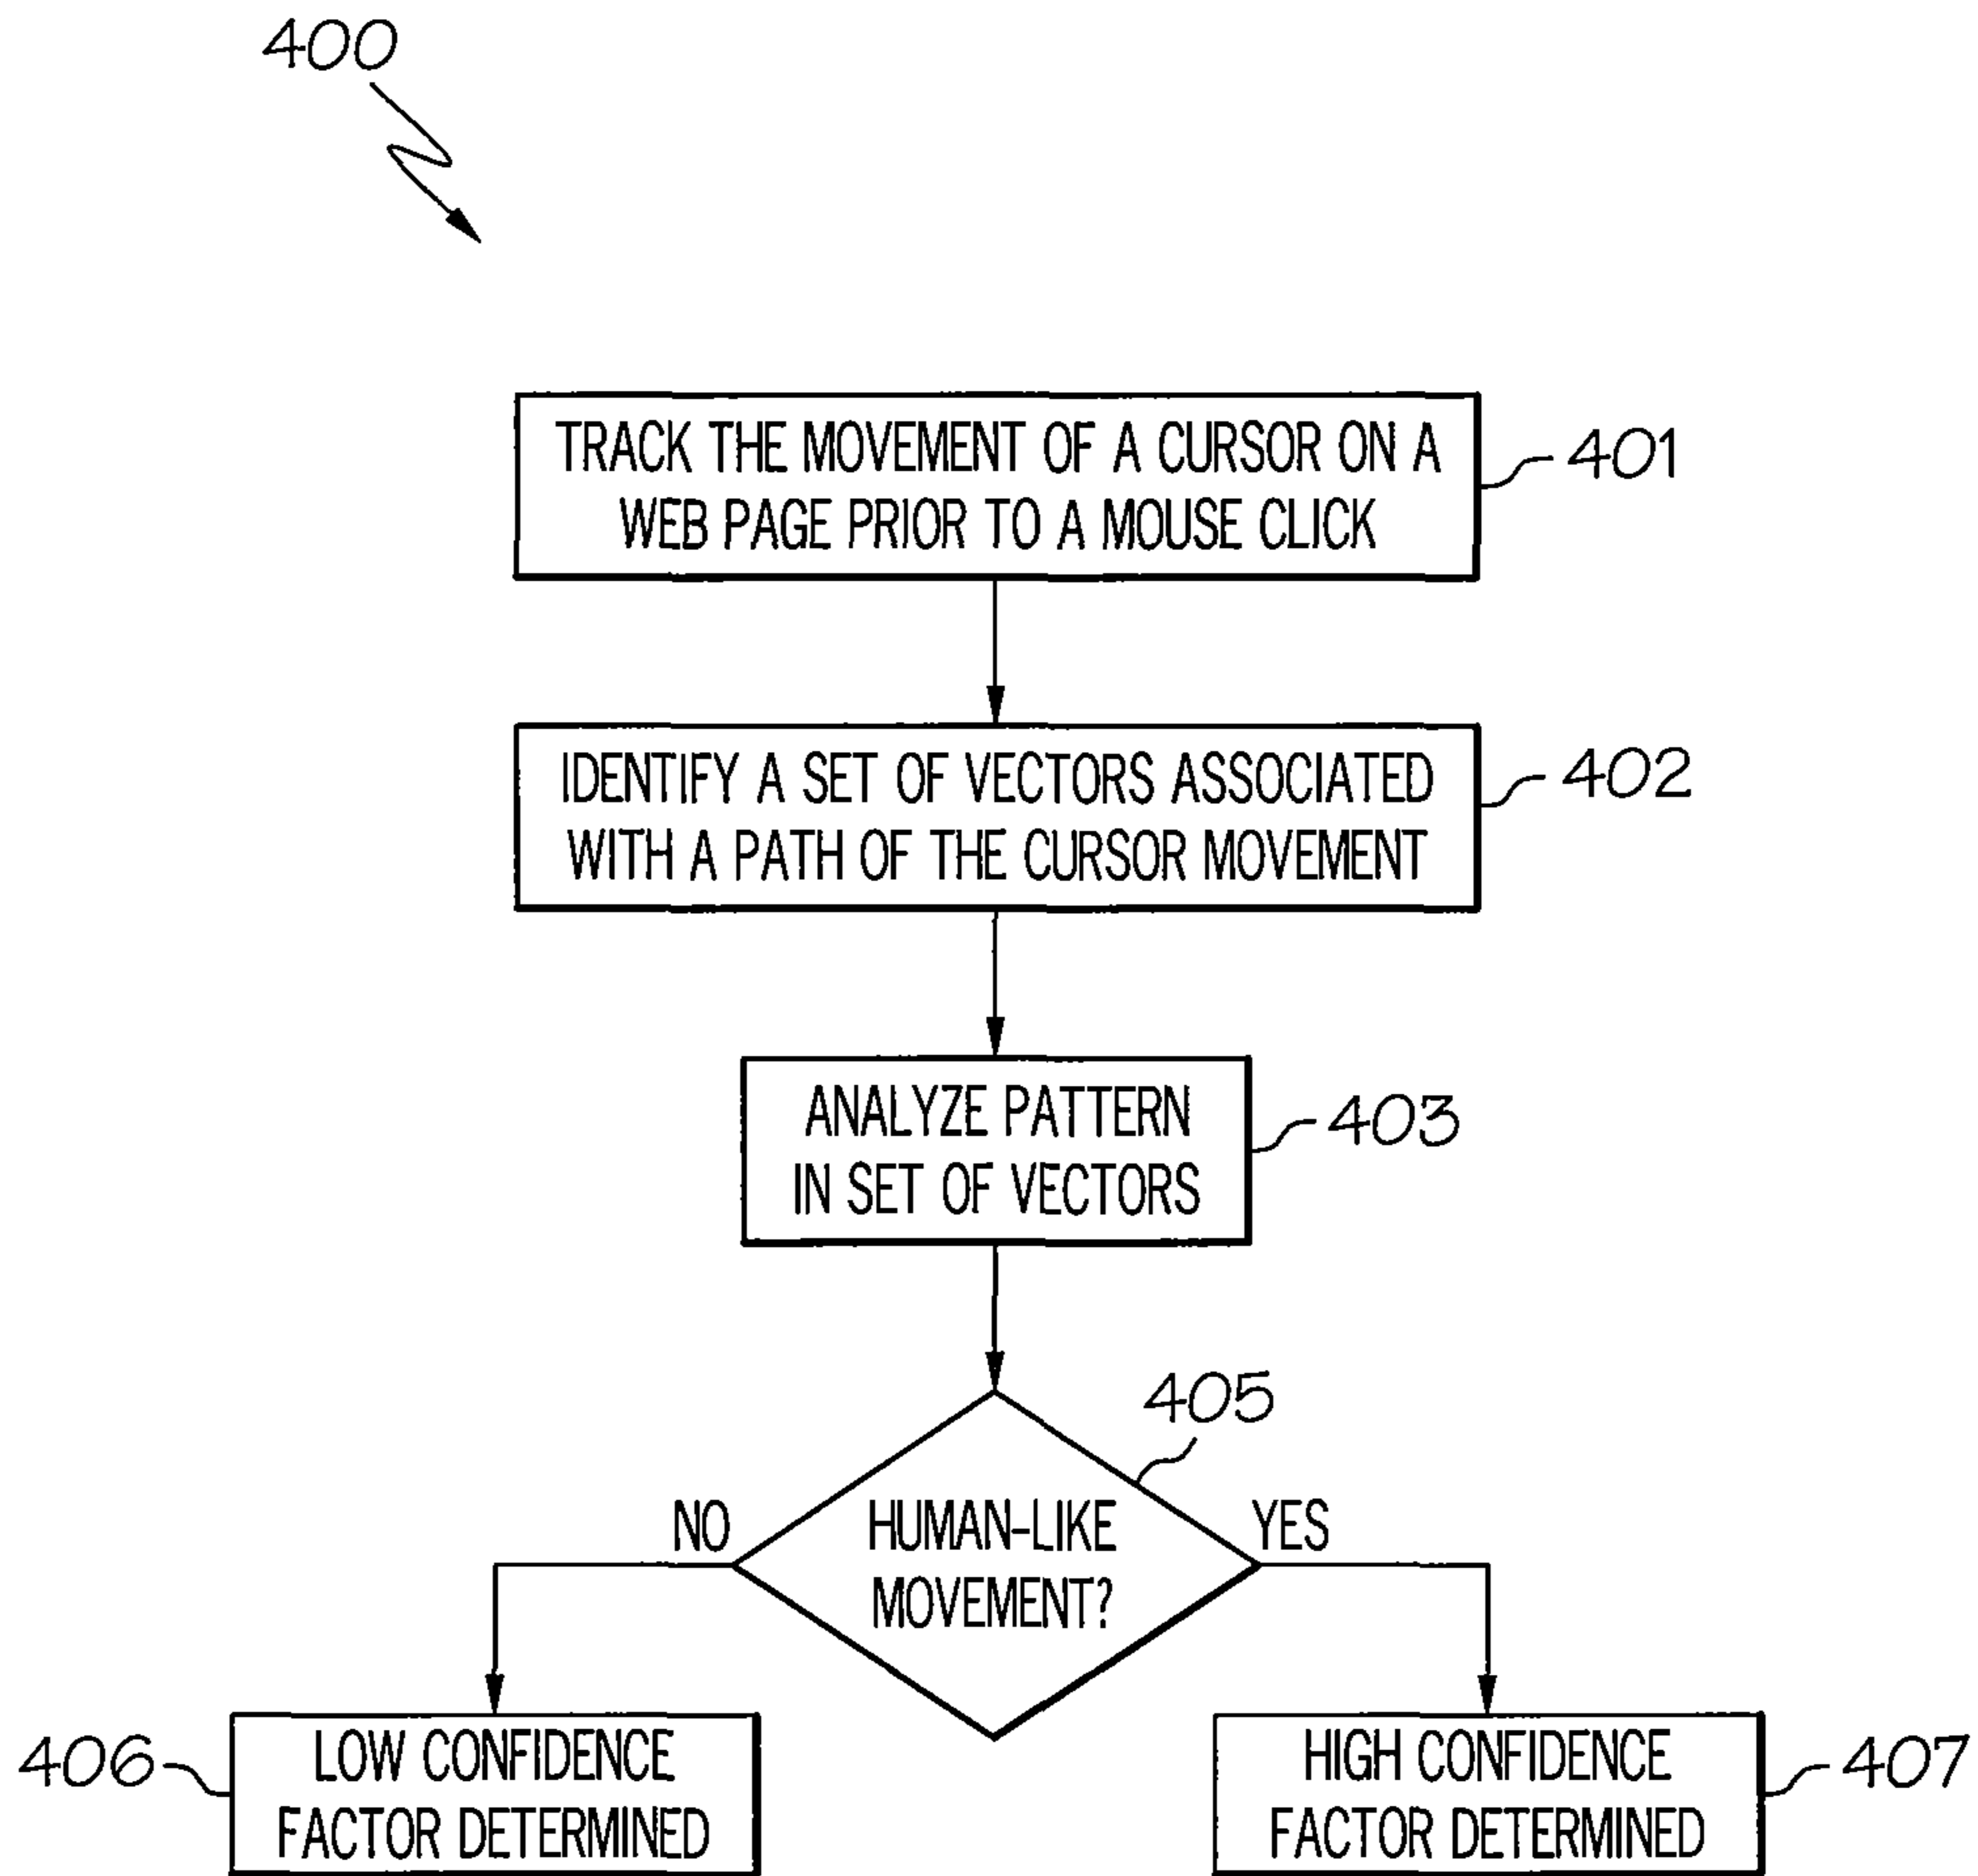 400
TRACK THE MOVEMENT OF A CURSOR ON A
WEB PAGE PRIOR TO A MOUSE CLICK
401
IDENTIFY A SET OF VECTORS ASSOCIATED
WITH A PATH OF THE CURSOR MOVEMENT
402
ANALYZE PATTERN
IN SET OF VECTORS
403
405
NO
HUMAN-LIKE
MOVEMENT?
YES
406
LOW CONFIDENCE
FACTOR DETERMINED
HIGH CONFIDENCE
FACTOR DETERMINED
407